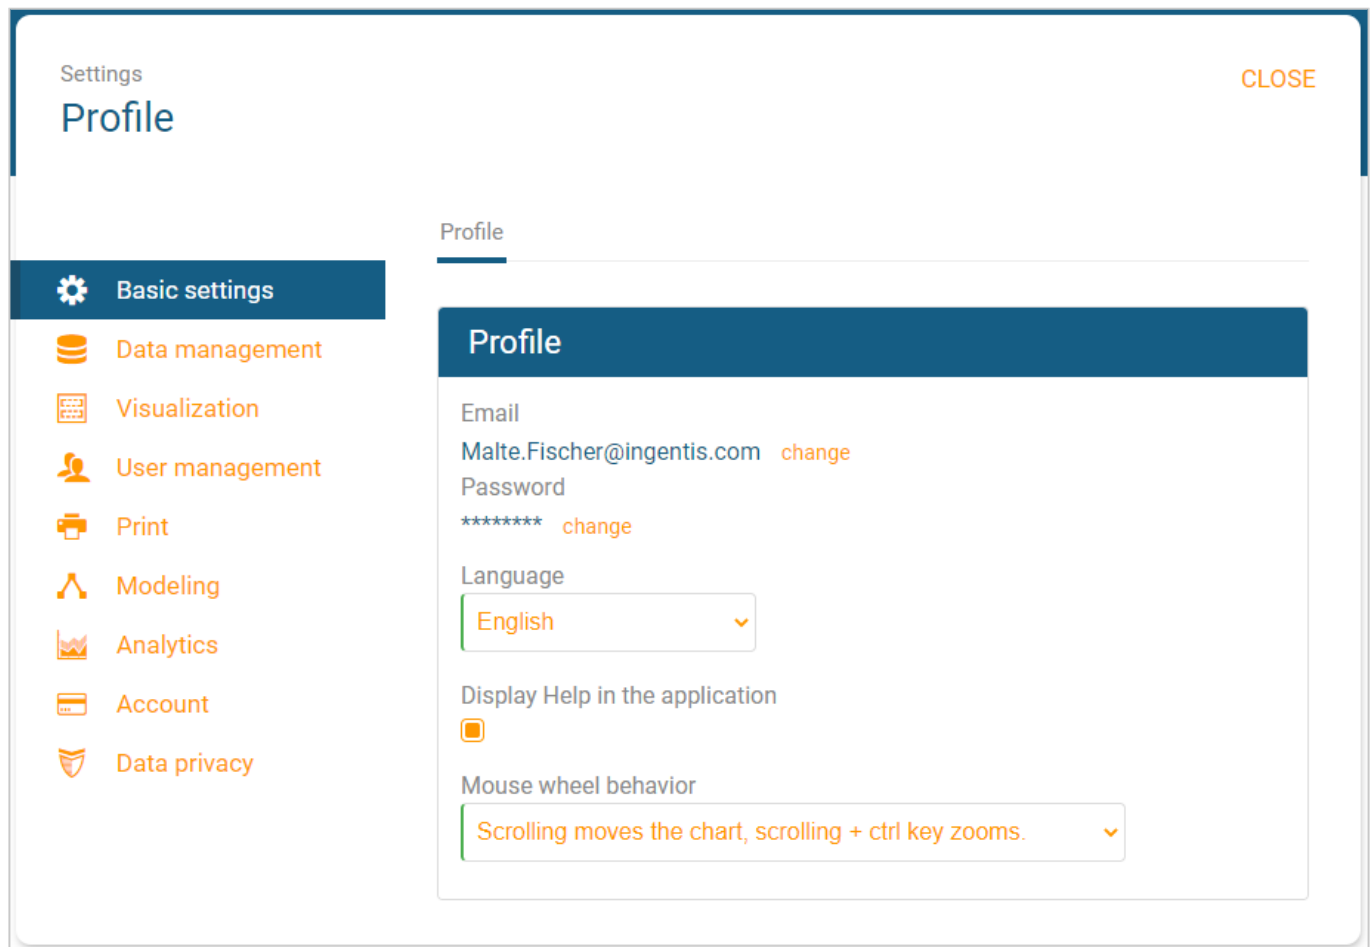 Settings
CLOSE
Profile
Profile
Basic settings
Data management
Visualization
User management
Print
Modeling
Analytics
Account
Data privacy
Profile
Email
Malte.Fischer@ingentis.com change
Password
******** change
Language
English
Display Help in the application
Mouse wheel behavior
Scrolling moves the chart, scrolling + ctrl key zooms.